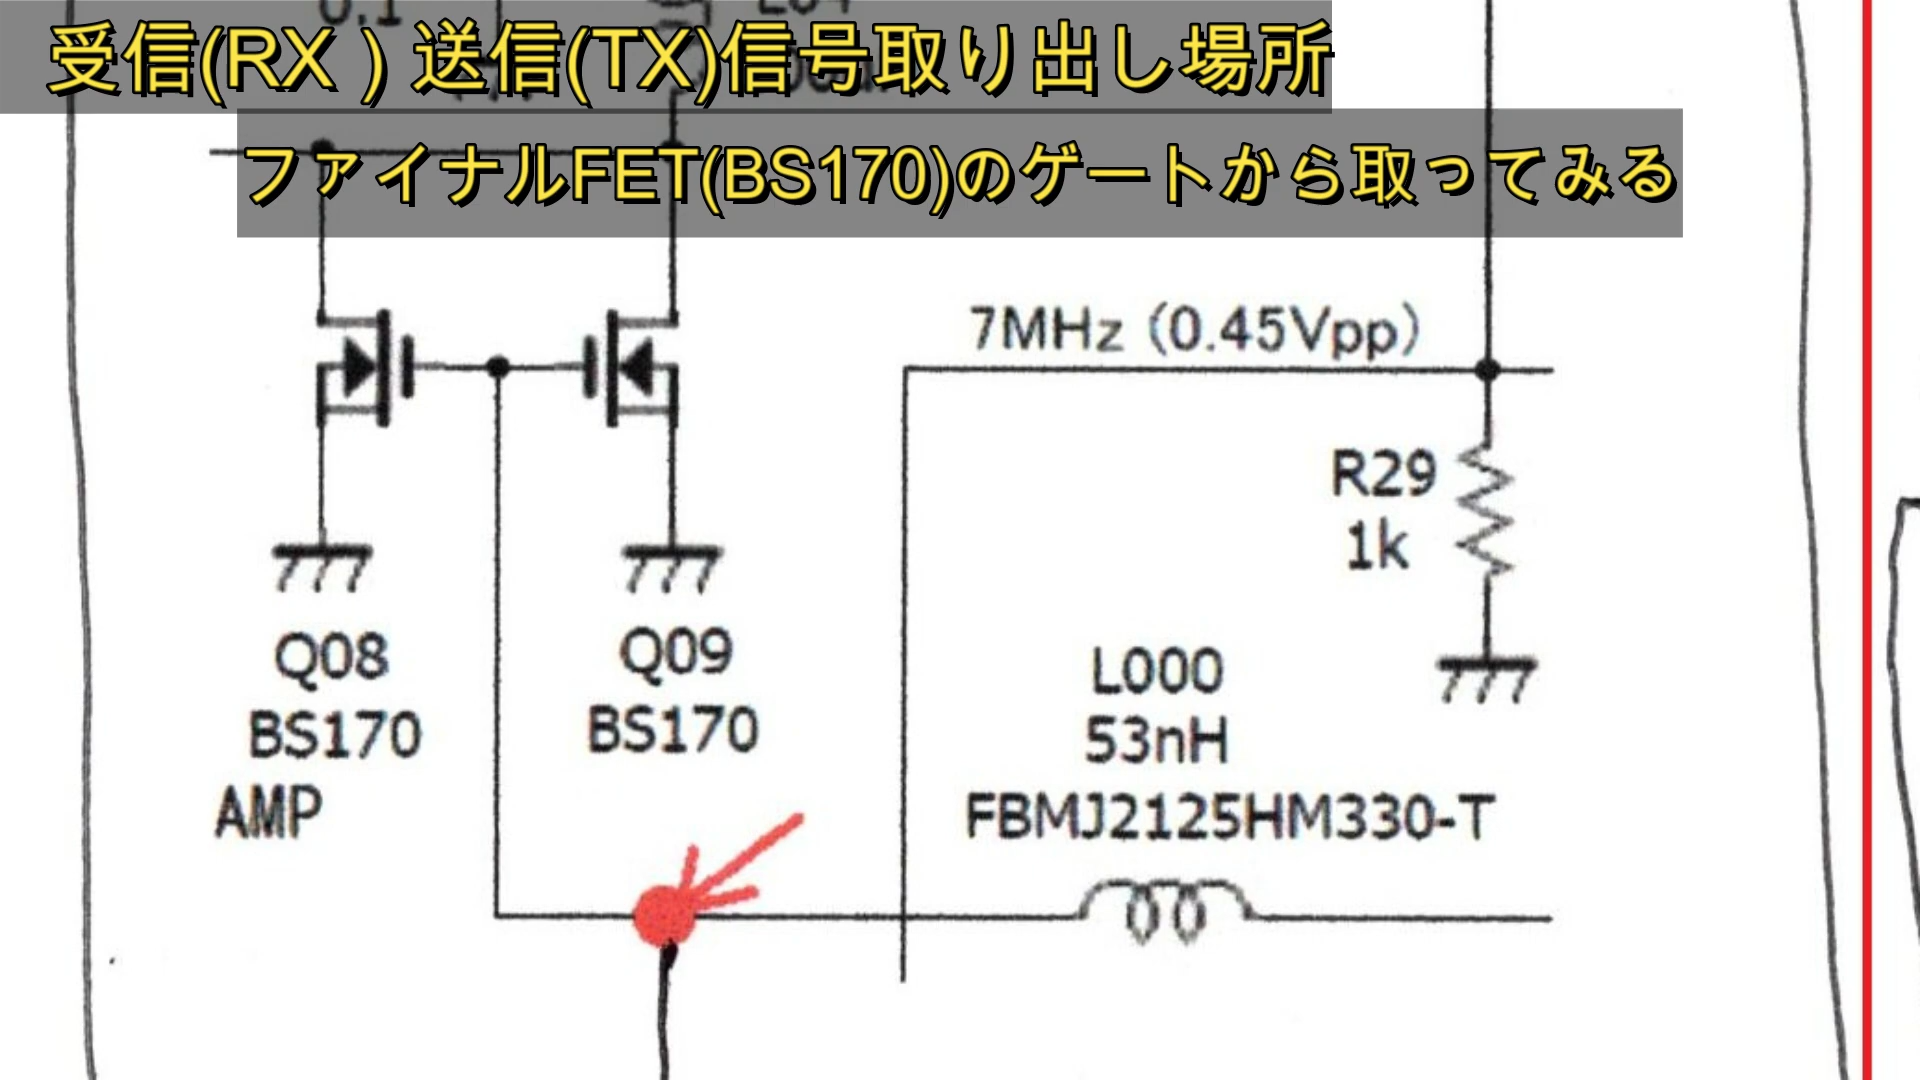 0.1
受信(RX）送信(TX)信号取り出し場所
ファイナルFET(BS170)のゲートから取ってみる
7MHz (0.45Vpp)
R29
1k
Q08
BS170
AMP
Q09
BS170
L000
53nH
FBMJ2125HM330-T